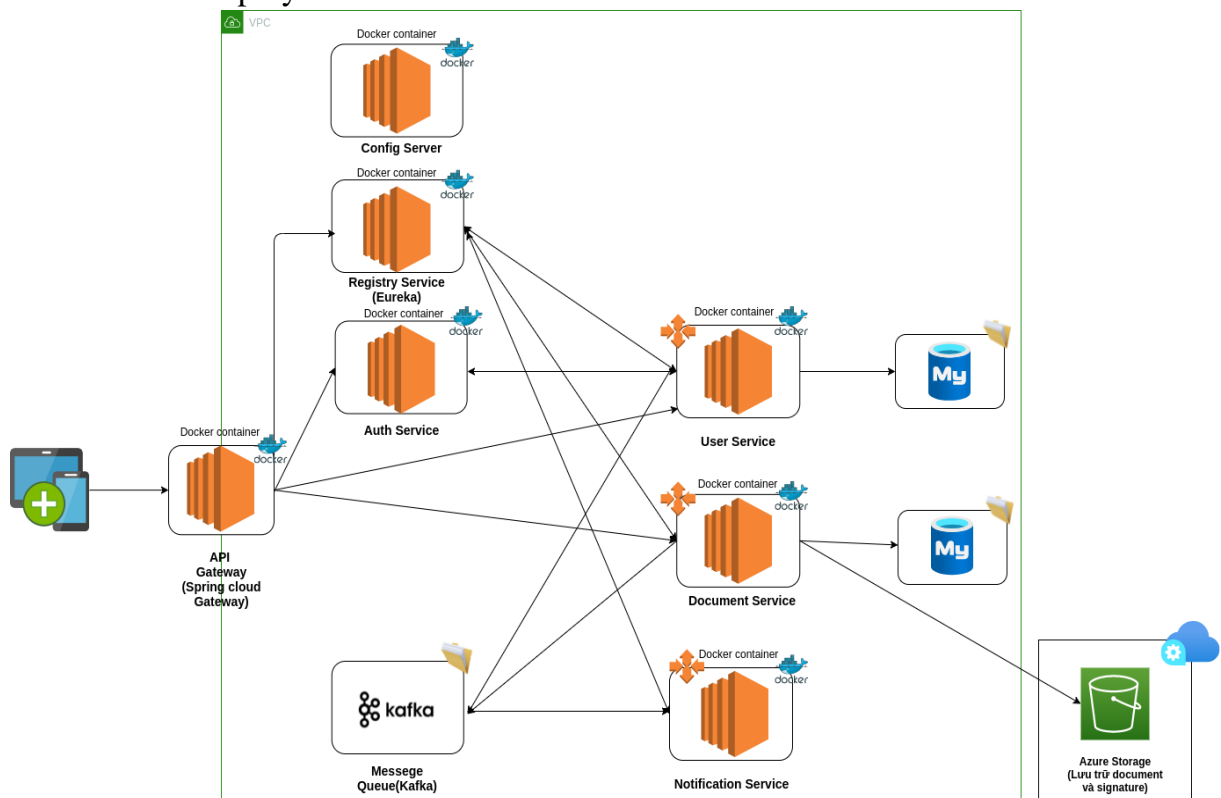 VPC
Docker container
docker
Config Server
Docker container
docker
Registry Service
(Eureka)
Docker container
docker
Auth Service
Docker container
docker
User Service
My
Docker container
docker
API
Gateway
(Spring cloud
Gateway)
Docker container
docker
Document Service
My
Docker container
docker
Notification Service
kafka
Messege
Queue(Kafka)
Azure Storage
(Lưu trữ document
và signature)